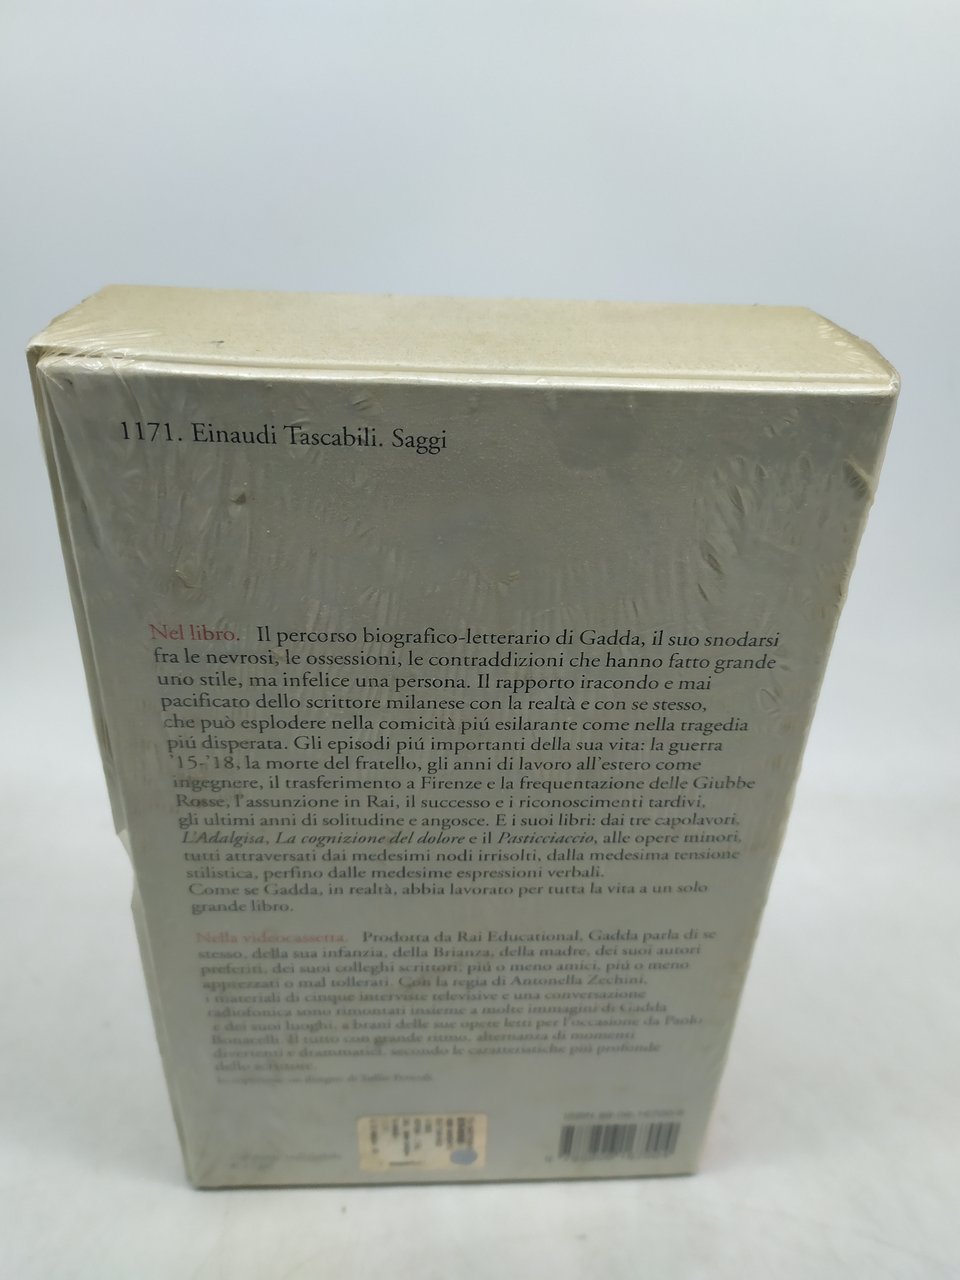 1171. Einaudi Tascabili. Saggi
Nel libro. Il percorso biografico-letterario di Gadda, il suo snodarsi
fra le nevrosi, le ossessioni, le contraddizioni che hanno fatto grande
uno stile, ma infelice una persona. Il rapporto iracondo e mai
pacificato dello scrittore milanese con la realtà e con se stesso,
che può esplodere nella comicità piú esilarante come nella tragedia
piú disperata. Gli episodi piú importanti della sua vita: la guerra
'15-'18, la morte del fratello, gli anni di lavoro all'estero come
ingegnere, il trasferimento a Firenze e la frequentazione delle Giubbe
Rosse, l'assunzione in Rai, il successo e i riconoscimenti tardivi,
gli ultimi anni di solitudine e angosce. E i suoi libri: dai tre capolavori,
L'Adalgisa, La cognizione del dolore e il Pasticciaccio, alle opere minori,
tutti attraversati dai medesimi nodi irrisolti, dalla medesima tensione
stilistica, perfino dalle medesime espressioni verbali.
Come se Gadda, in realtà, abbia lavorato per tutta la vita a un solo
grande libro.
Nella videocassetta. Prodotta da Rai Educational, Gadda parla di se
stesso, della sua infanzia, della Brianza, della madre, dei suoi autori
preferiti, dei suoi colleghi scrittori: piú o meno amici, piú o meno
apprezzati o mal tollerati. Con la regia di Antonella Zechini,
i materiali di cinque interviste televisive e una conversazione
radiofonica sono rimontati insieme a molte immagini di Gadda
e dei suoi luoghi, a brani delle sue opere letti per l'occasione da Paolo
Bonacelli. Il tutto con grande ritmo, alternanza di momenti
divertenti e drammatici, secondo le caratteristiche piú profonde
dello scrittore.
In copertina: un disegno di Tullio Pericoli.
ISBN